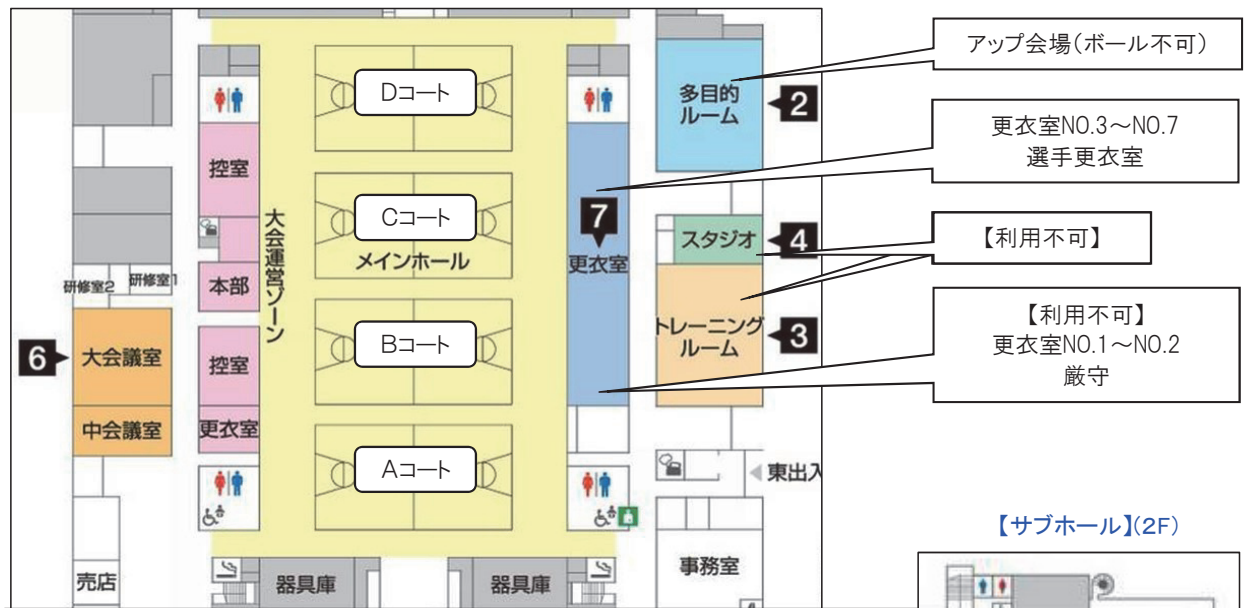 Dコート
Cコート
メインホール
Bコート
Aコート
控室
大会運営ゾーン
本部
控室
更衣室
研修室2
研修室1
6
大会議室
中会議室
売店
器具庫
器具庫
7
更衣室
多目的
ルーム
2
スタジオ
4
トレーニング
ルーム
3
東出入
事務室
アップ会場(ボール不可)
更衣室NO.3～NO.7
選手更衣室
【利用不可】
【利用不可】
更衣室NO.1～NO.2
厳守
【サブホール】(2F)